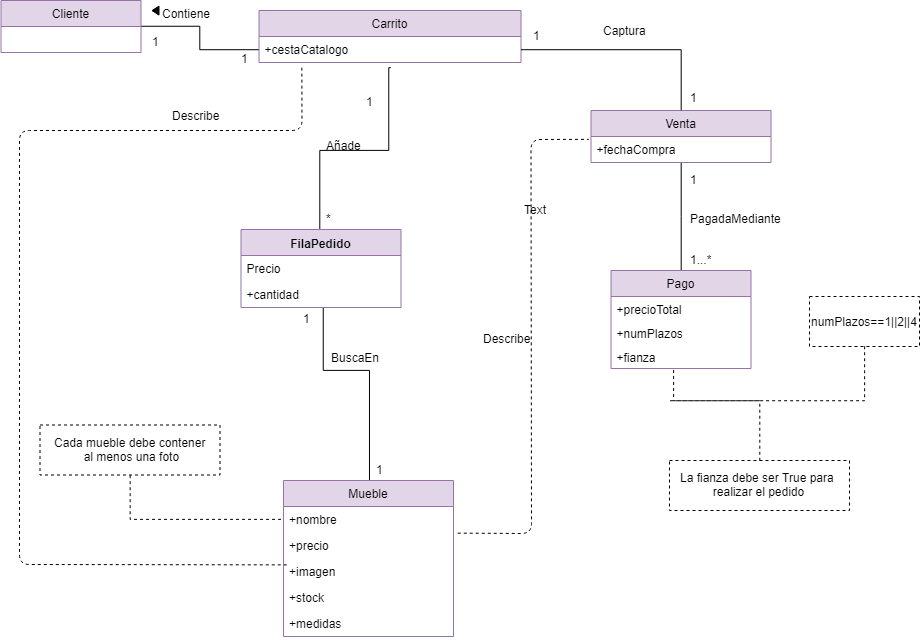 Cliente
Contiene
1
1
Carrito
+cestaCatalogo
1
Captura
1
Describe
1
Añade
*
Venta
+fechaCompra
1
PagadaMediante
1...*
Text
FilaPedido
Precio
+cantidad
1
BuscaEn
1
Describe
Pago
+precioTotal
+numPlazos
+fianza
numPlazos==1||2||4
Cada mueble debe contener
al menos una foto
La fianza debe ser True para
realizar el pedido
Mueble
+nombre
+precio
+imagen
+stock
+medidas